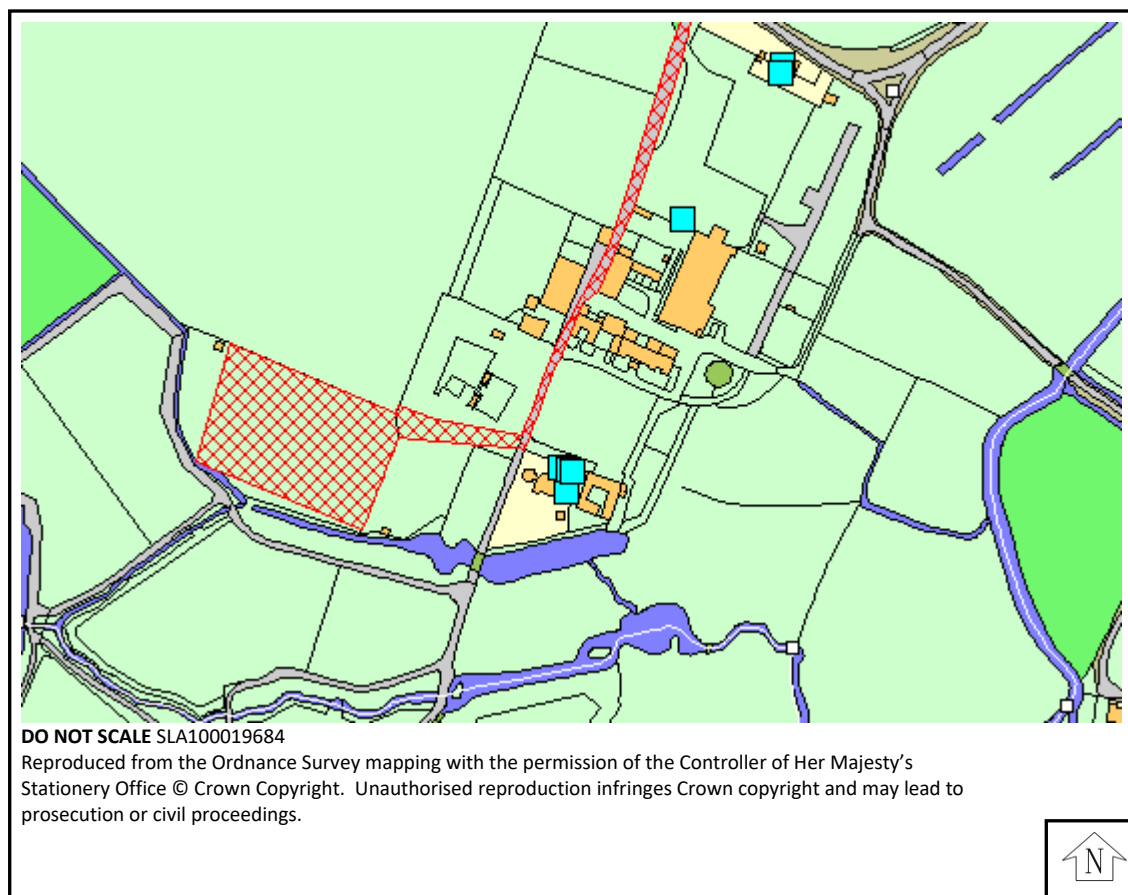 DO NOT SCALE SLA100019684
Reproduced from the Ordnance Survey mapping with the permission of the Controller of Her Majesty’s
Stationery Office © Crown Copyright.  Unauthorised reproduction infringes Crown copyright and may lead to
prosecution or civil proceedings.
N